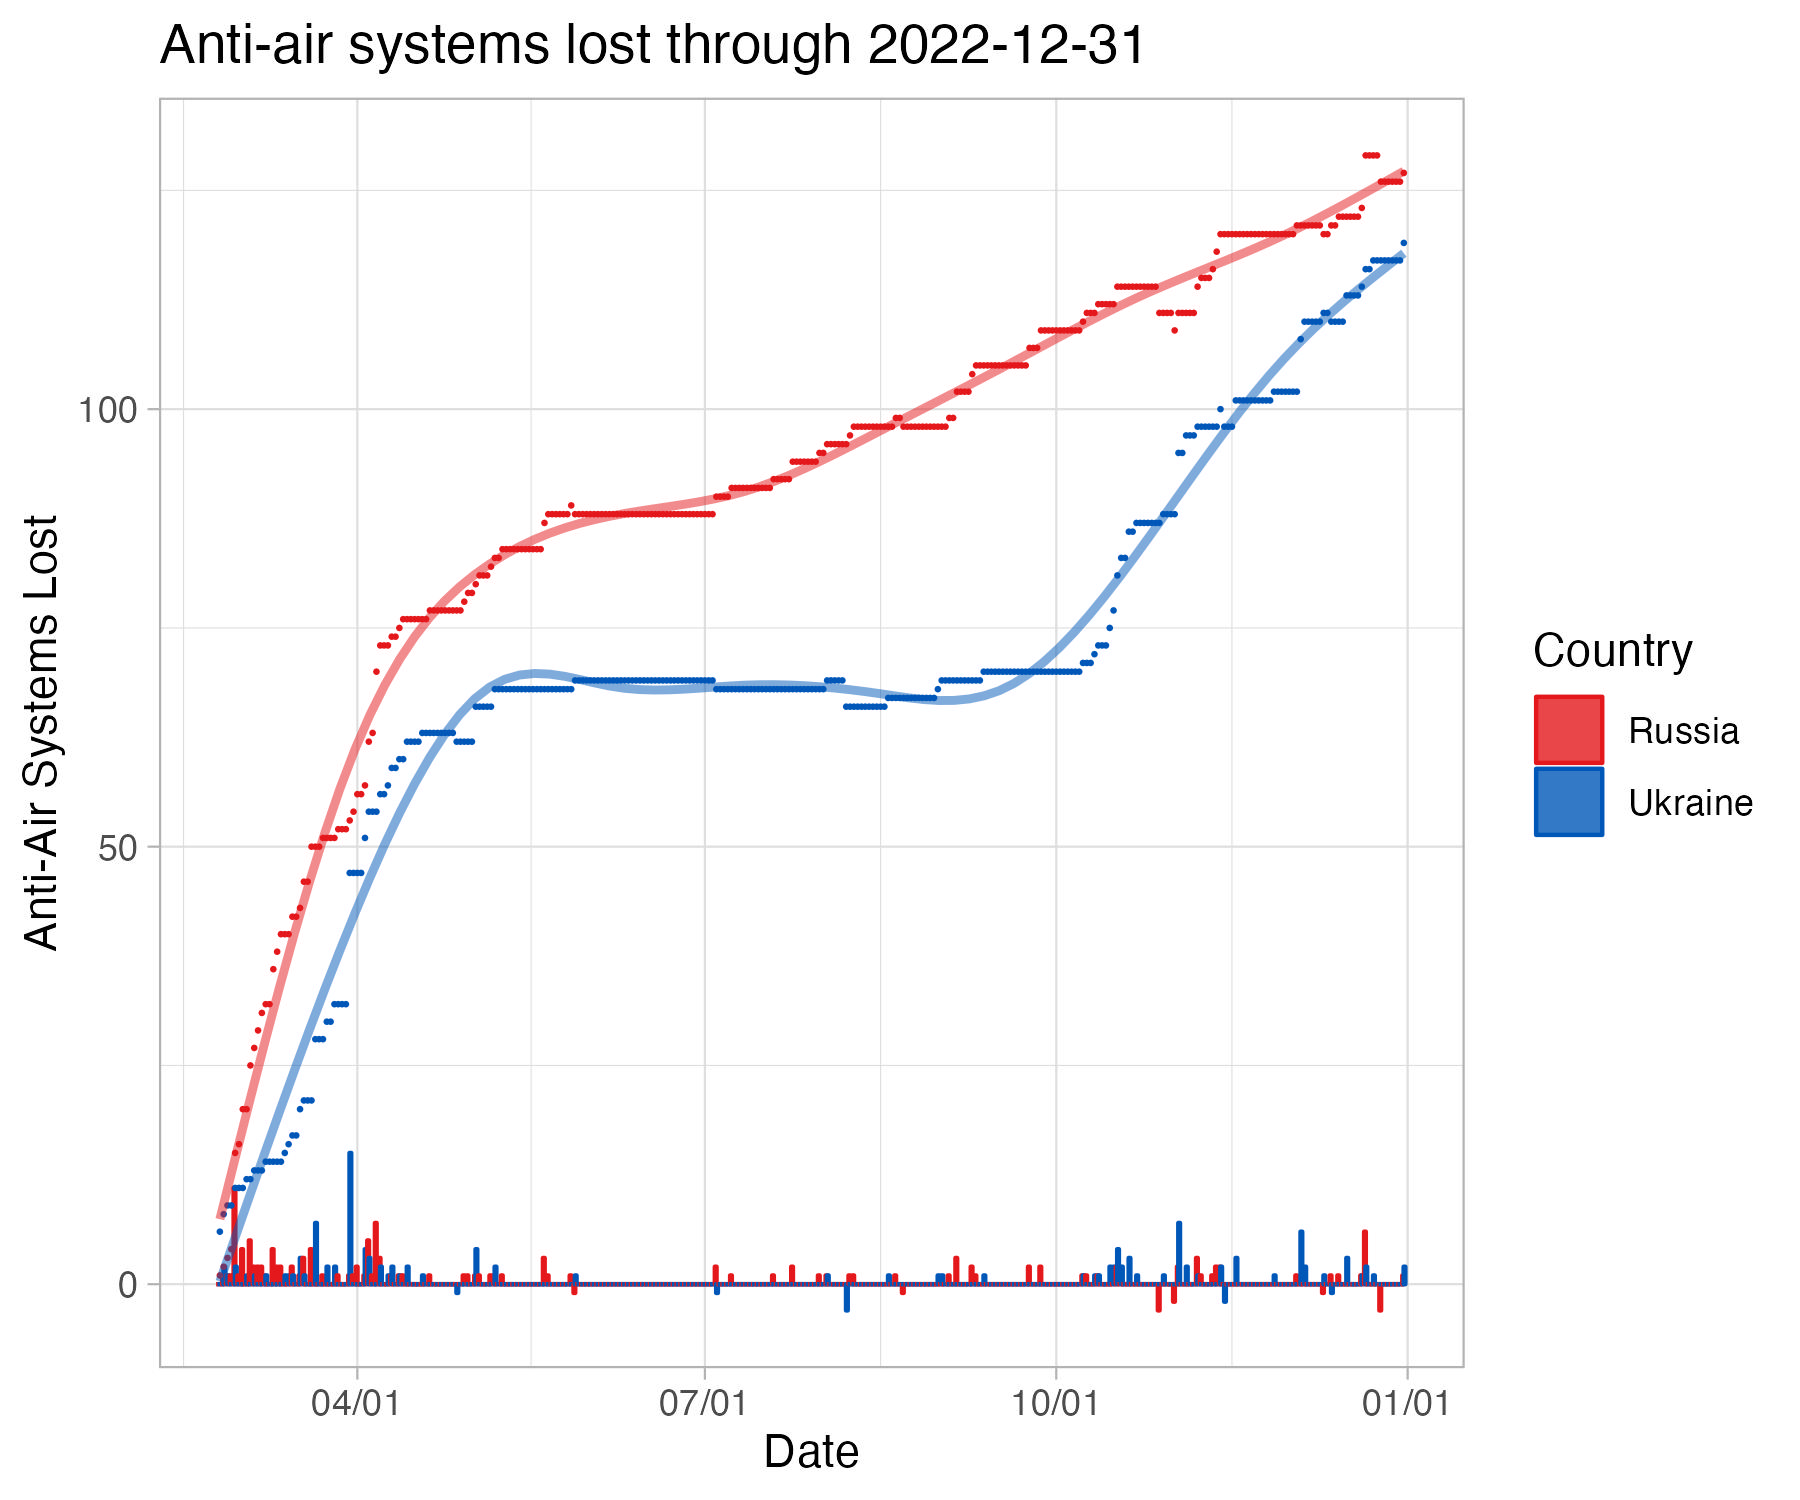 Anti-air systems lost through 2022-12-31
Anti-Air Systems Lost
100
50
0
04/01
07/01
10/01
01/01
Date
Country
Russia
Ukraine